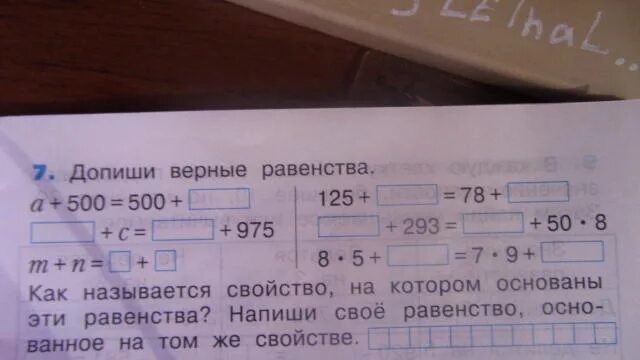 7. Допиши верные равенства.
a + 500 = 500 + □
125 + □ = 78 + □
□ + c = □ + 975
□ + 293 = □ + 50 · 8
m + n = □ + □
8 · 5 + □ = 7 · 9 + □
Как называется свойство, на котором основаны
эти равенства? Напиши своё равенство, осно-
ванное на том же свойстве.